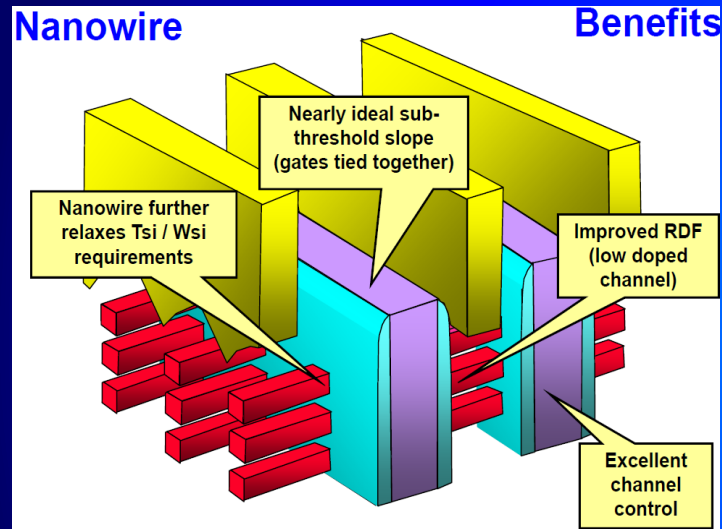 Nanowire
Benefits
Nearly ideal sub-
threshold slope
(gates tied together)
Nanowire further
relaxes Tsi / Wsi
requirements
Improved RDF
(low doped
channel)
Excellent
channel
control